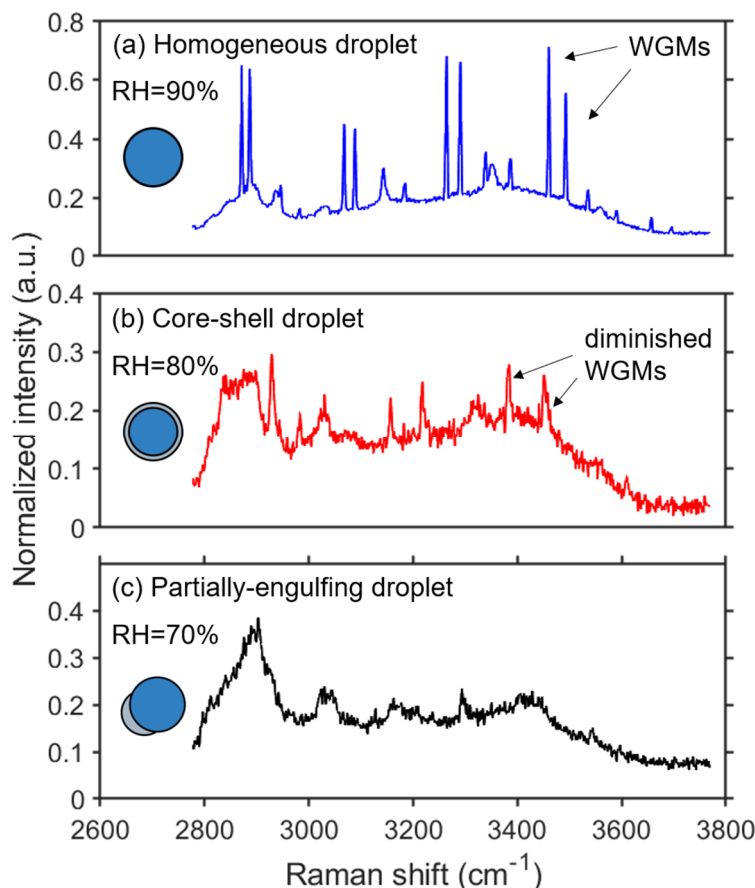 0.8
(a) Homogeneous droplet
WGMs
0.6
RH=90%
0.4
0.2
0
Normalized intensity (a.u.)
0.4
(b) Core-shell droplet
diminished
WGMs
0.3
RH=80%
0.2
0.1
0
(c) Partially-engulfing droplet
0.4
RH=70%
0.3
0.2
0.1
0
2600 2800 3000 3200 3400 3600 3800
Raman shift (cm⁻¹)